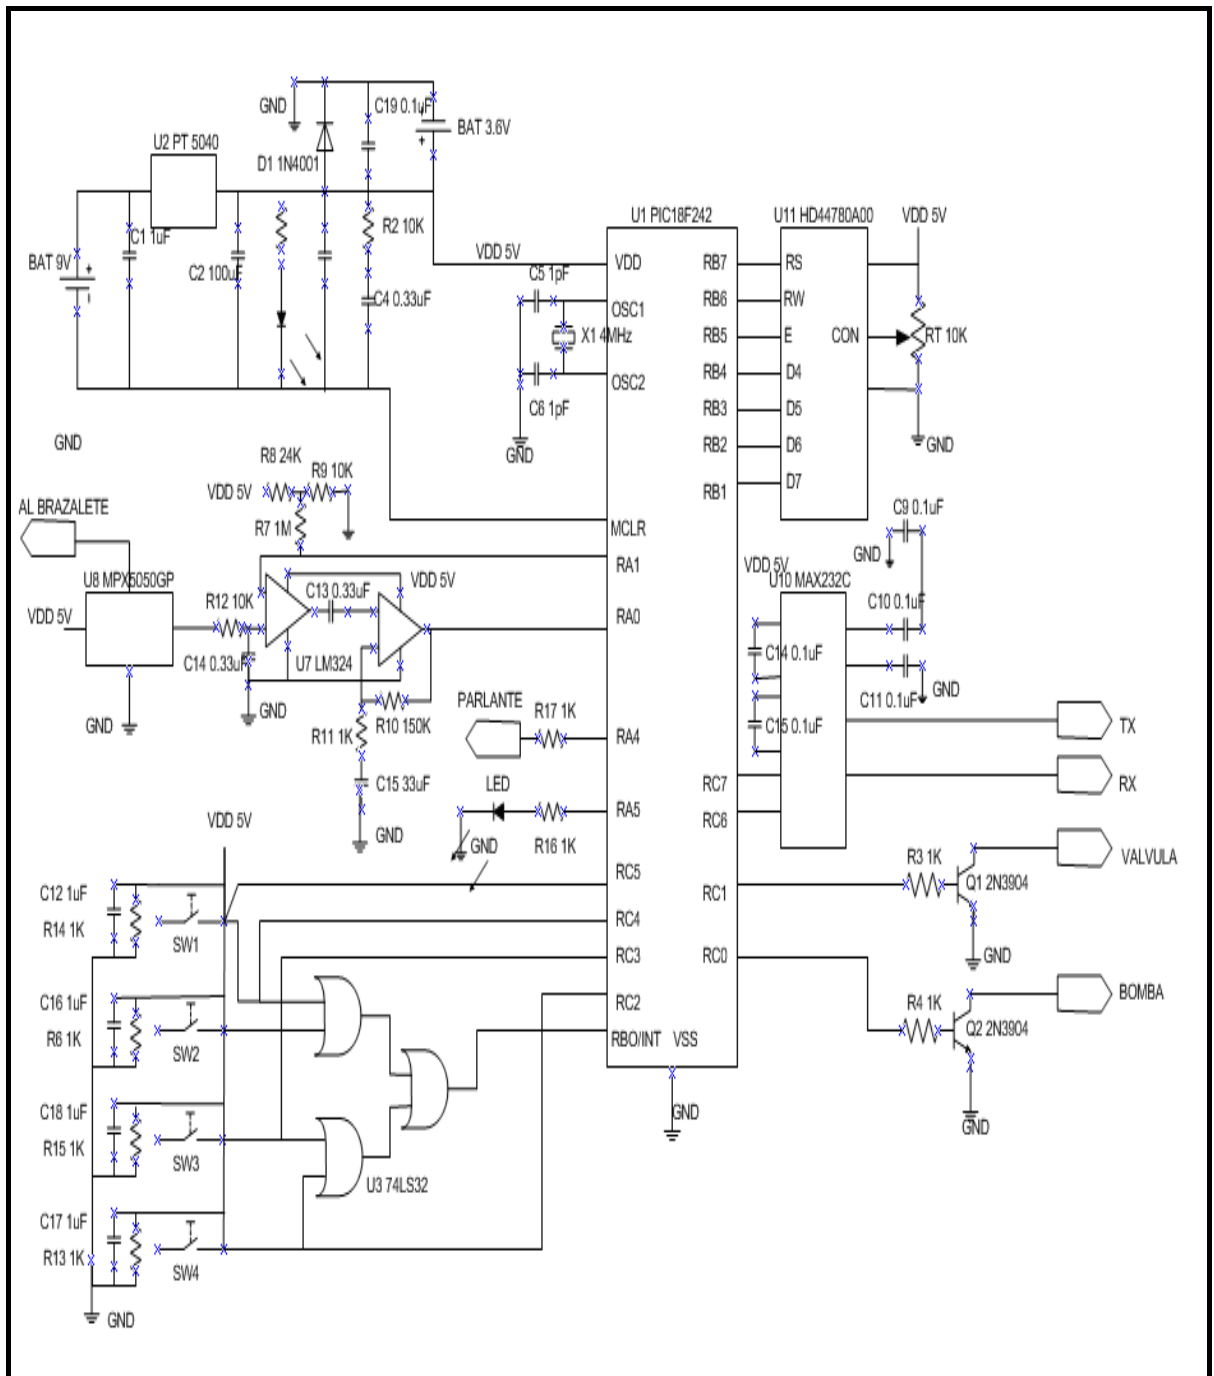 GND
C19 0.1uF
BAT 3.6V
U2 PT 5040
D1 1N4001
R2 10K
C1 1uF
BAT 9V
C2 100uF
C4 0.33uF
VDD 5V
U1 PIC18F242
U11 HD44780A00
VDD 5V
VDD
RB7
RS
C5 1pF
OSC1
RB6
RW
X1 4MHz
RB5
E
CON
RT 10K
OSC2
RB4
D4
C6 1pF
RB3
D5
GND
GND
RB2
D6
GND
RB1
D7
R8 24K
R9 10K
VDD 5V
AL BRAZALETE
R7 1M
MCLR
C9 0.1uF
GND
RA1
VDD 5V
U8 MPX5050GP
C13 0.33uF
VDD 5V
U10 MAX232C
VDD 5V
R12 10K
RA0
C10 0.1uF
C14 0.33uF
U7 LM324
C14 0.1uF
GND
GND
GND
C11 0.1uF
PARLANTE
R17 1K
R10 150K
R11 1K
RA4
C15 0.1uF
TX
C15 33uF
LED
RC7
RX
RA5
RC6
VDD 5V
GND
GND
R16 1K
R3 1K
VALVULA
RC5
RC1
Q1 2N3904
C12 1uF
R14 1K
SW1
RC4
RC3
RC0
GND
C16 1uF
RC2
R4 1K
BOMBA
R6 1K
SW2
RBO/INT
VSS
Q2 2N3904
C18 1uF
GND
GND
R15 1K
SW3
U3 74LS32
C17 1uF
R13 1K
SW4
GND